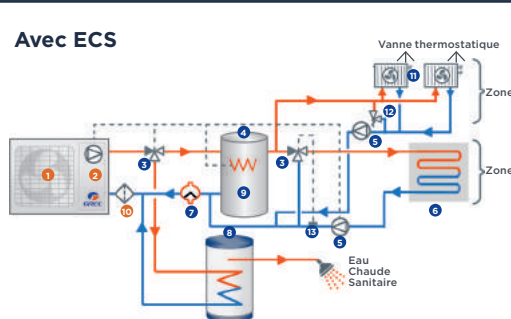 Avec ECS
Vanne thermostatique
11
Zone
12
5
4
3
3
1
2
Zone
9
10
7
6
GREE
8
13
5
Eau
Chaude
Sanitaire